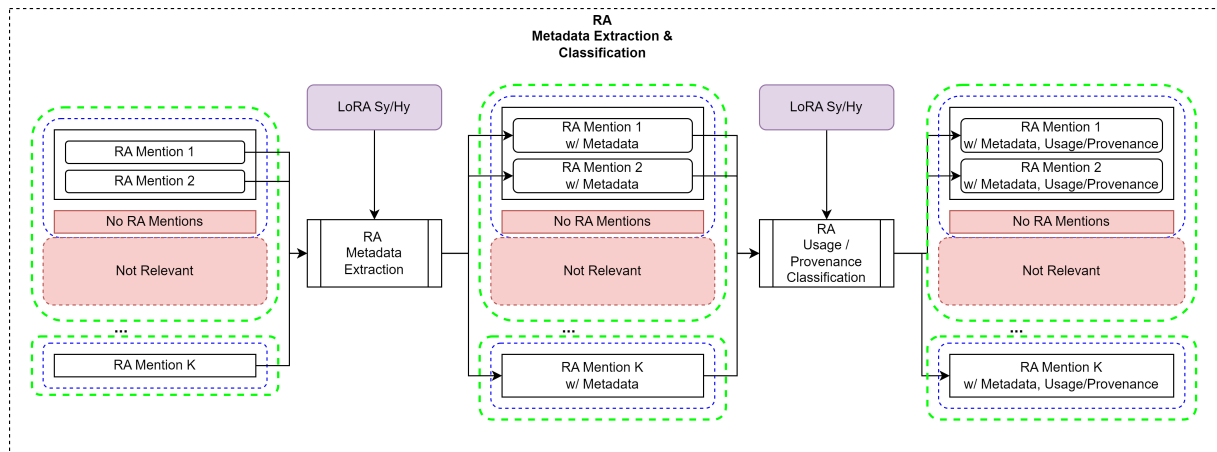 RA
Metadata Extraction &
Classification
RA Mention 1
RA Mention 2
No RA Mentions
Not Relevant
...
RA Mention K
LoRA Sy/Hy
RA
Metadata
Extraction
RA Mention 1
w/ Metadata
RA Mention 2
w/ Metadata
No RA Mentions
Not Relevant
...
RA Mention K
w/ Metadata
LoRA Sy/Hy
RA
Usage /
Provenance
Classification
RA Mention 1
w/ Metadata, Usage/Provenance
RA Mention 2
w/ Metadata, Usage/Provenance
No RA Mentions
Not Relevant
...
RA Mention K
w/ Metadata, Usage/Provenance